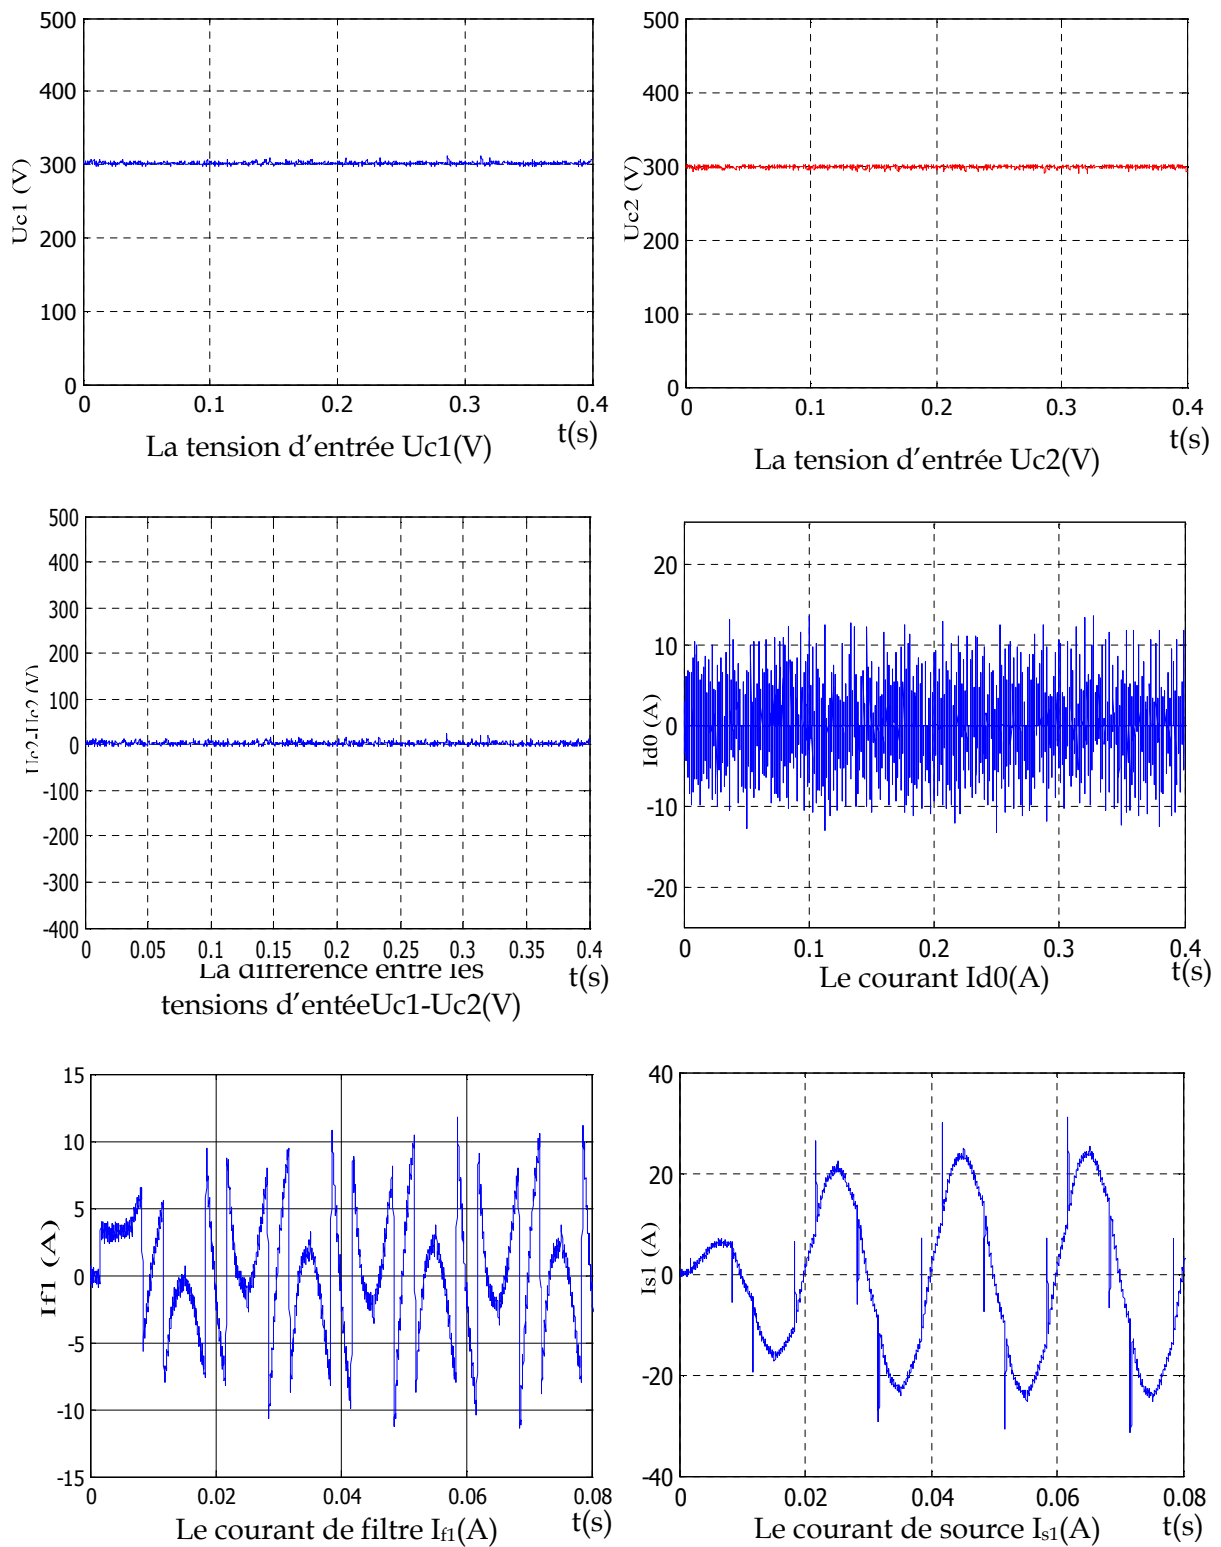 500
400
300
200
100
0
0 0.1 0.2 0.3 0.4
Uc1 (V)
t(s)
La tension d'entrée Uc1(V)
500
400
300
200
100
0
0 0.1 0.2 0.3 0.4
Uc2 (V)
t(s)
La tension d'entrée Uc2(V)
500
400
300
200
100
0
-100
-200
-300
-400
0 0.05 0.1 0.15 0.2 0.25 0.3 0.35 0.4
Uc2-Uc2 (V)
t(s)
La différence entre les
tensions d'entéeUc1-Uc2(V)
20
10
0
-10
-20
0 0.1 0.2 0.3 0.4
Id0 (A)
t(s)
Le courant Id0(A)
15
10
5
0
-5
-10
-15
0 0.02 0.04 0.06 0.08
If1 (A)
t(s)
Le courant de filtre If1(A)
40
20
0
-20
-40
0 0.02 0.04 0.06 0.08
Is1 (A)
t(s)
Le courant de source Is1(A)